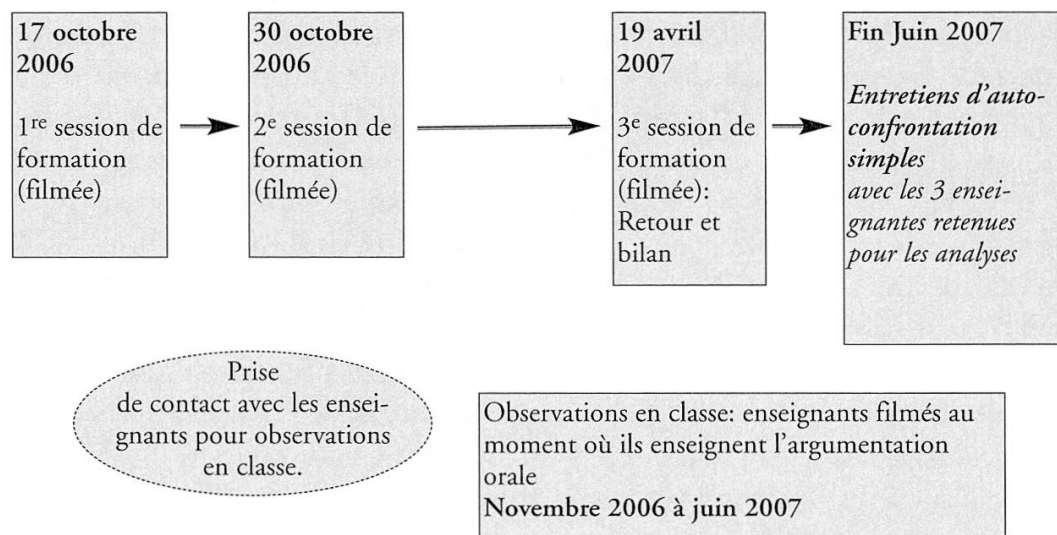 17 octobre
2006
1re session de
formation
(filmée)
30 octobre
2006
2e session de
formation
(filmée)
19 avril
2007
3e session de
formation
(filmée):
Retour et
bilan
Fin Juin 2007
Entretiens d'auto-
confrontation
simples
avec les 3 ensei-
gnantes retenues
pour les analyses
Prise
de contact avec les ensei-
gnants pour observations
en classe.
Observations en classe: enseignants filmés au
moment où ils enseignent l'argumentation
orale
Novembre 2006 à juin 2007